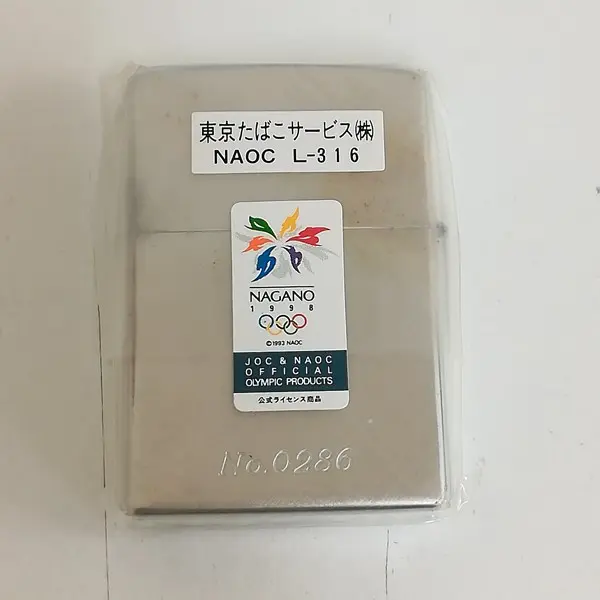 東京たばこサービス㈱
NAOC L-316
NAGANO
1998
©1993 NAOC
JOC & NAOC
OFFICIAL
OLYMPIC PRODUCTS
公式ライセンス商品
No.0286